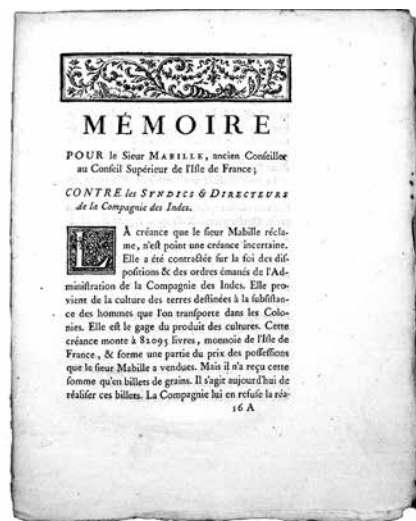 MÉMOIRE
POUR le Sieur MABILLE, ancien Conseiller
au Conseil Supérieur de l'Isle de France;
CONTRE les SYNDICS & DIRECTEURS
de la Compagnie des Indes.
LA créance que le sieur Mabille récla-
me, n'est point une créance incertaine.
Elle a été contractée sur la foi des dis-
positions & des ordres émanés de l'Ad-
ministration de la Compagnie des Indes. Elle pro-
vient de la culture des terres destinées à la subsistan-
ce des hommes que l'on transporte dans les Colo-
nies. Elle est le gage du produit des cultures. Cette
créance monte à 82095 livres, monnoie de l'Isle de
France, & forme une partie du prix des possessions
que le sieur Mabille a vendues. Mais il n'a reçu cette
somme qu'en billets de grains. Il s'agit aujourd'hui de
réaliser ces billets. La Compagnie lui en refuse la réa-
16 A